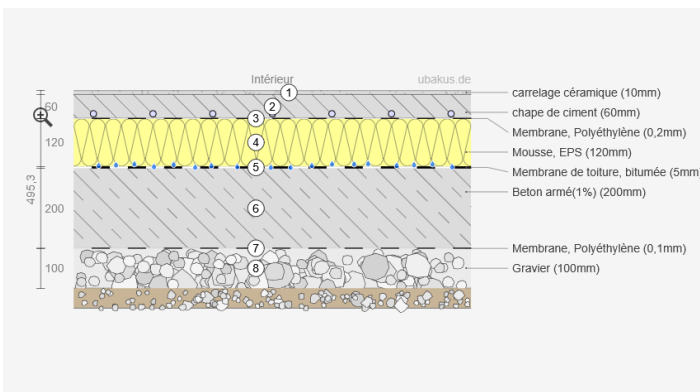 Intérieur
ubakus.de
1
carrelage céramique (10mm)
60
2
chape de ciment (60mm)
3
Membrane, Polyéthylène (0,2mm)
120
4
Mousse, EPS (120mm)
5
Membrane de toiture, bitumée (5mm)
495,3
200
6
Beton armé(1%) (200mm)
7
Membrane, Polyéthylène (0,1mm)
100
8
Gravier (100mm)